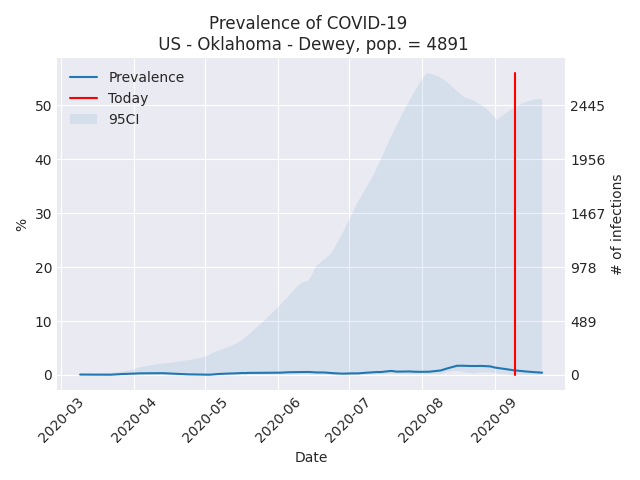 Prevalence of COVID-19
US - Oklahoma - Dewey, pop. = 4891
Prevalence
Today
95CI
50
40
30
20
10
0
%
2445
1956
1467
978
489
0
# of infections
2020-03
2020-04
2020-05
2020-06
2020-07
2020-08
2020-09
Date